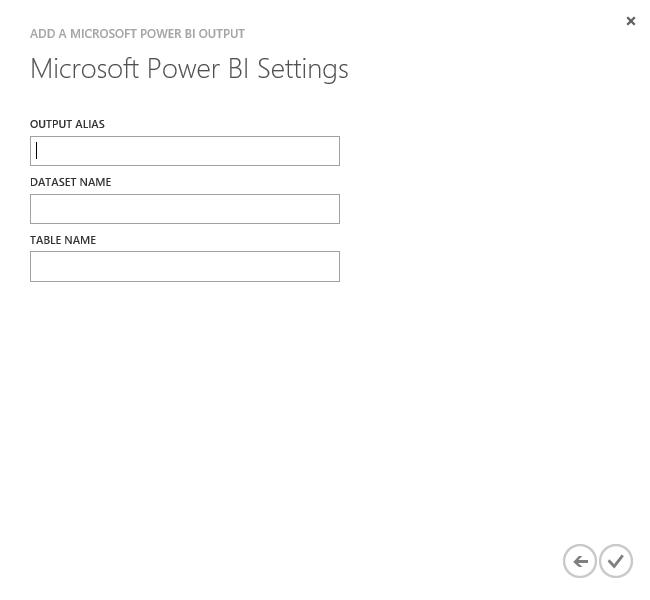 ADD A MICROSOFT POWER BI OUTPUT
Microsoft Power BI Settings
OUTPUT ALIAS
DATASET NAME
TABLE NAME